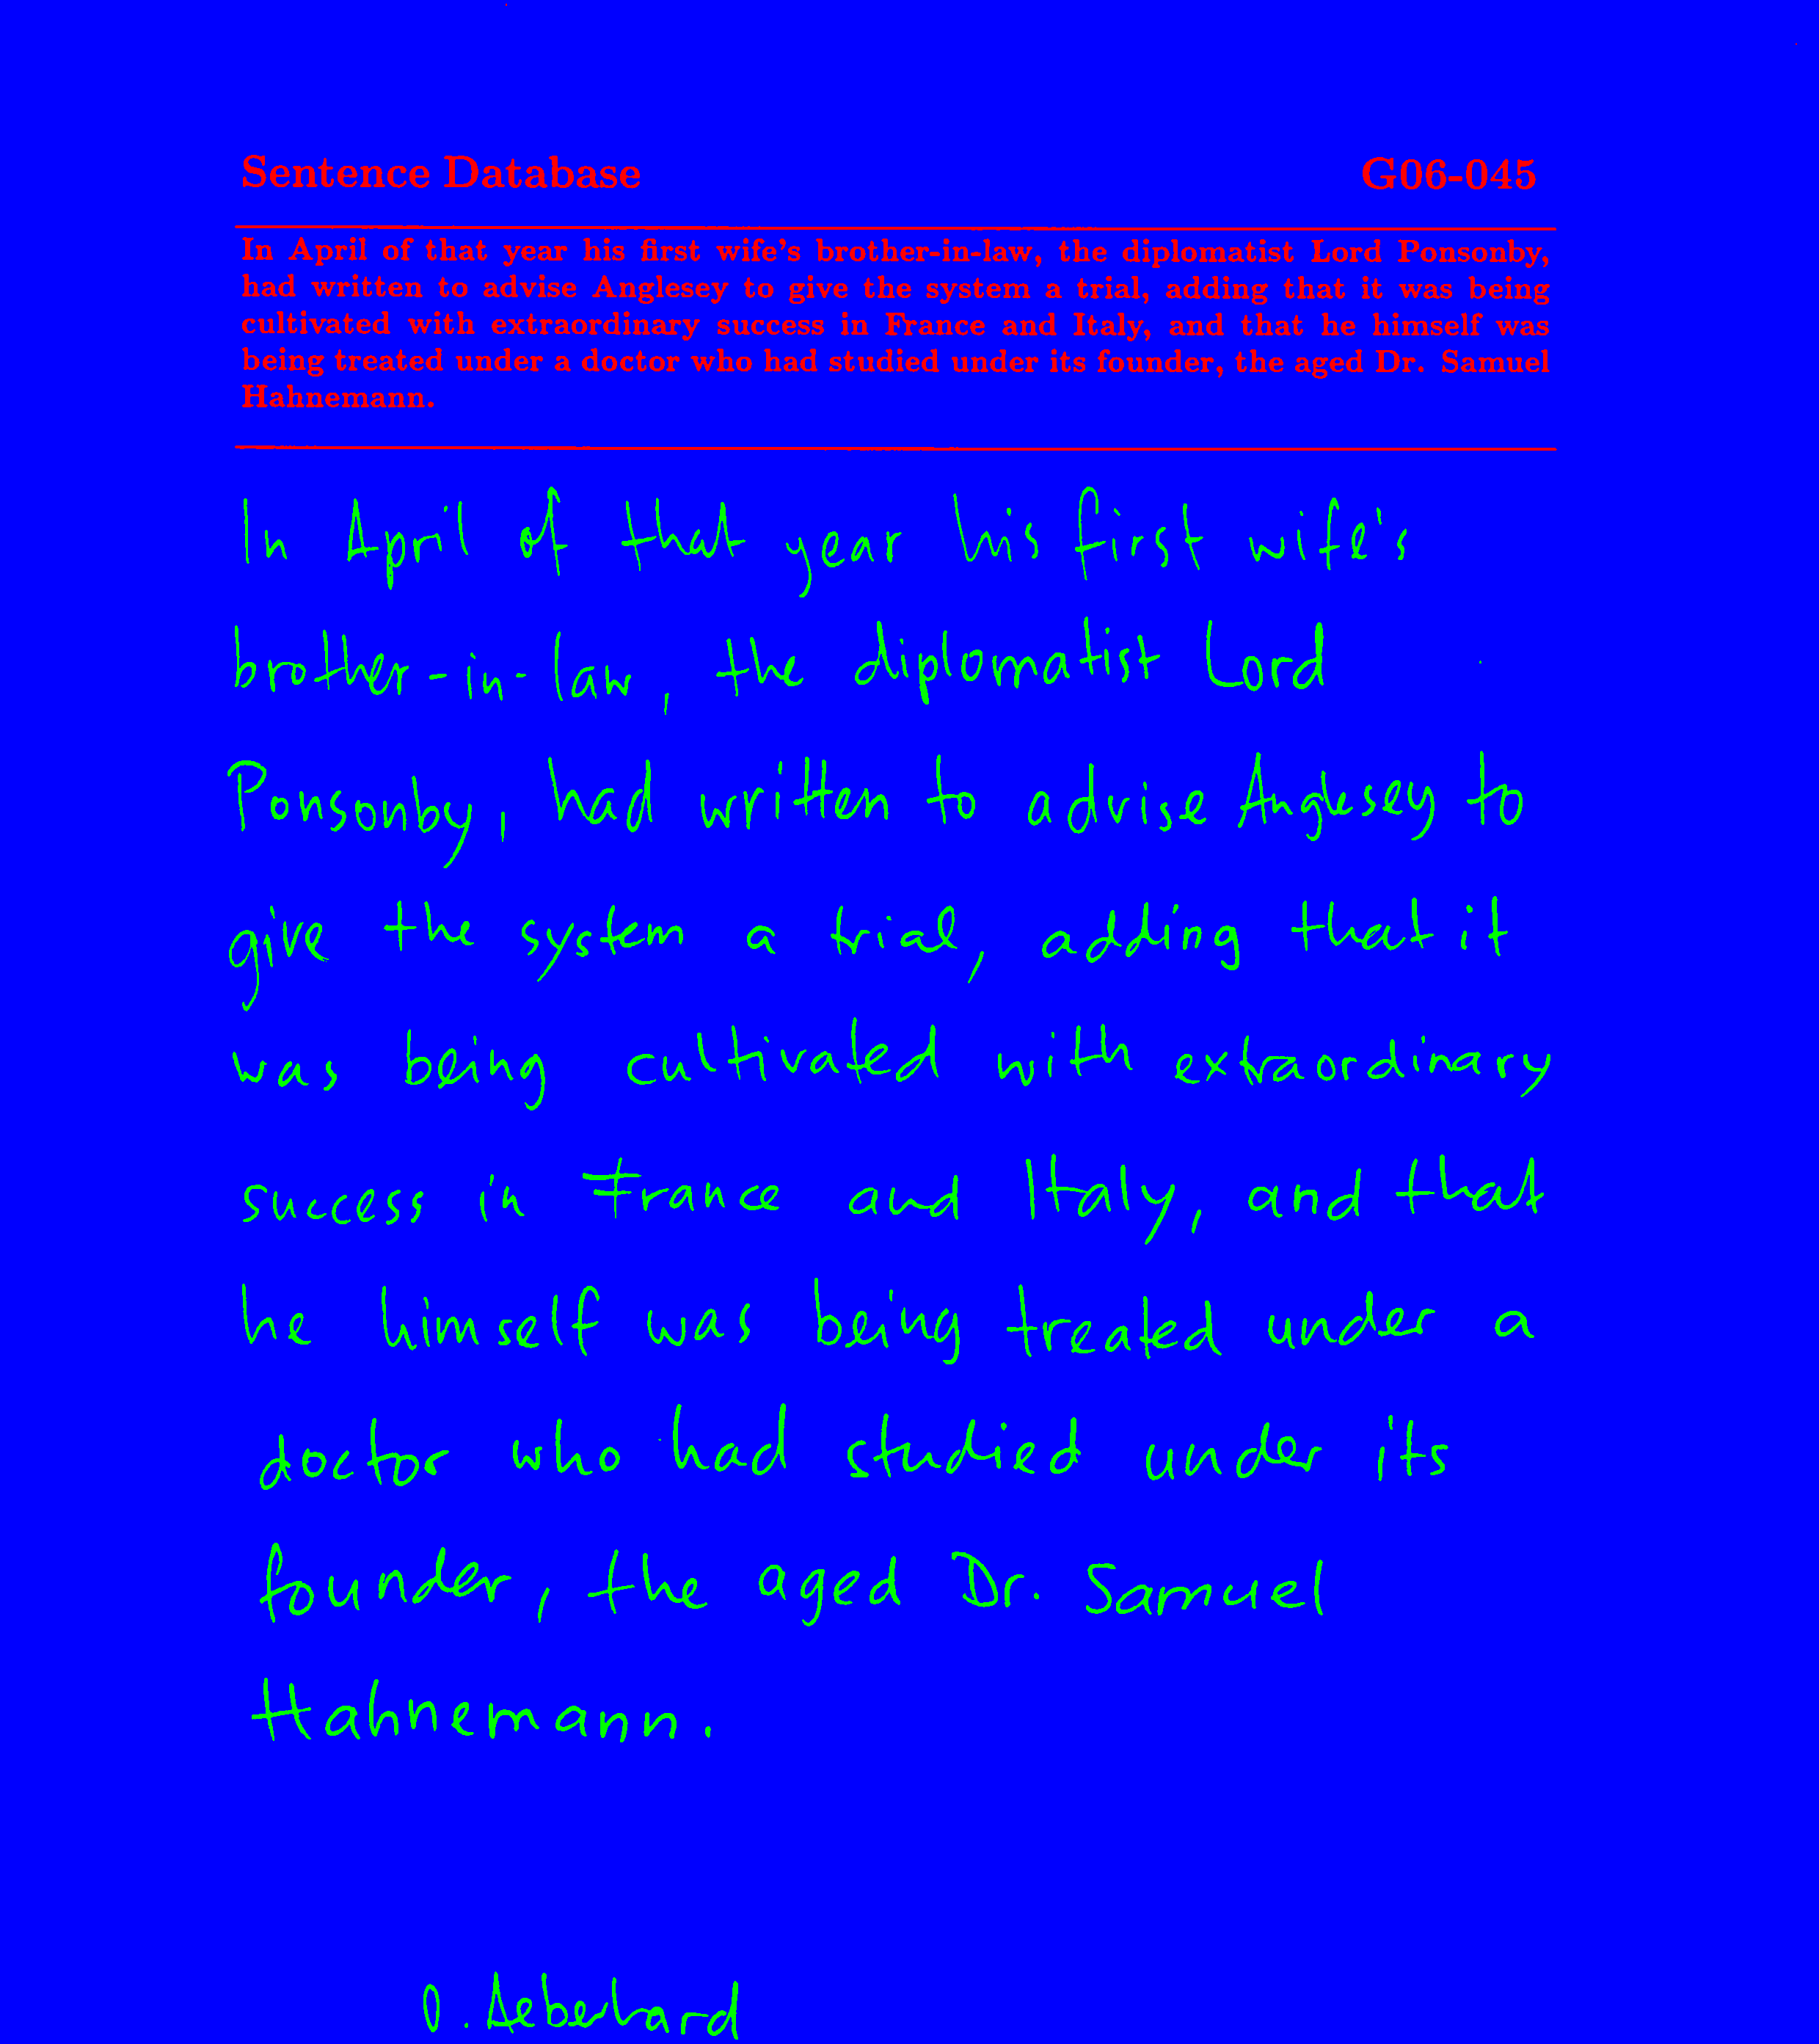 Sentence Database G06-045
In April of that year his first wife's brother-in-law, the diplomatist Lord Ponsonby,
had written to advise Anglesey to give the system a trial, adding that it was being
cultivated with extraordinary success in France and Italy, and that he himself was
being treated under a doctor who had studied under its founder, the aged Dr. Samuel
Hahnemann.
In April of that year his first wife's
brother-in-law, the diplomatist Lord
Ponsonby, had written to advise Anglesey to
give the system a trial, adding that it
was being cultivated with extraordinary
success in France and Italy, and that
he himself was being treated under a
doctor who had studied under its
founder, the aged Dr. Samuel
Hahnemann.
O. Aeberhard